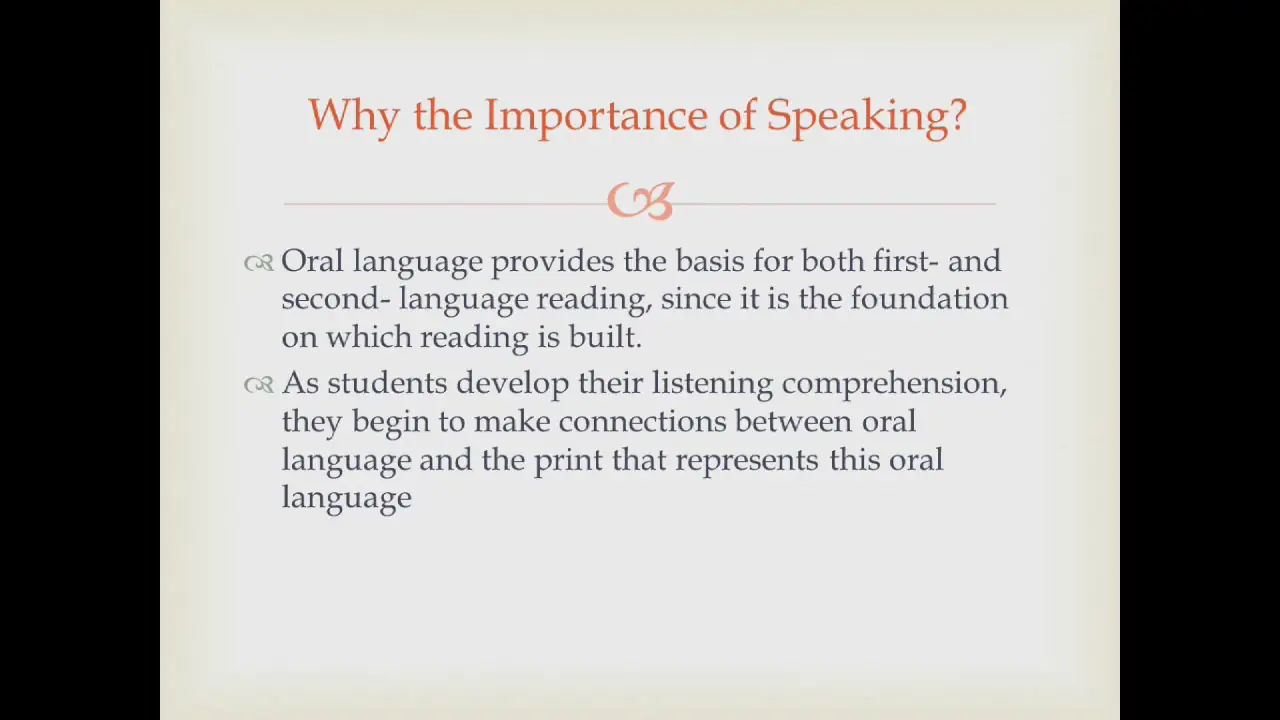 Why the Importance of Speaking?
Oral language provides the basis for both first- and
second- language reading, since it is the foundation
on which reading is built.
As students develop their listening comprehension,
they begin to make connections between oral
language and the print that represents this oral
language